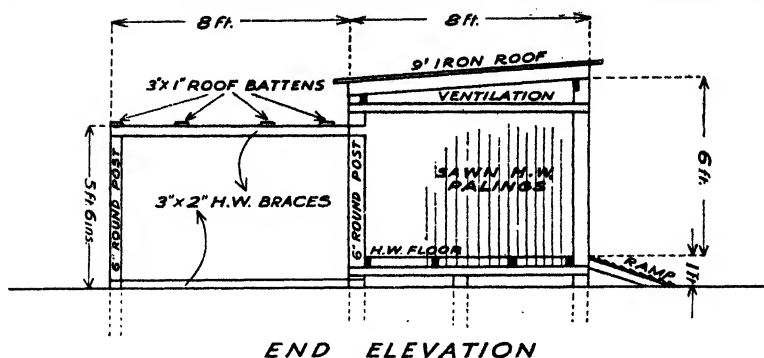 8 ft.
8 ft.
9' IRON ROOF
3"x1" ROOF BATTENS
VENTILATION
SAWN H.W.
PALINGS
6 ft.
5 ft 6 ins.
6" ROUND POST
3"x 2" H.W. BRACES
6" ROUND POST
H.W. FLOOR
RAMP
1 ft
END ELEVATION